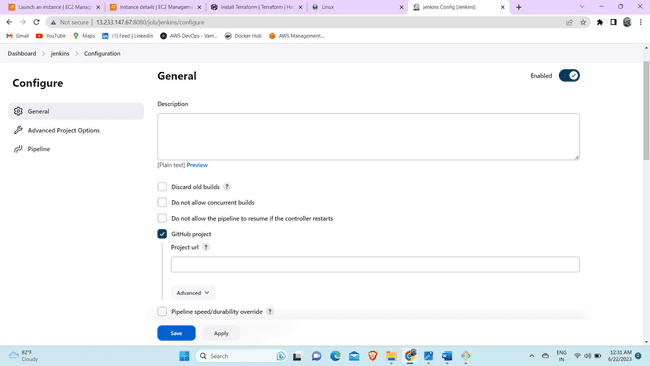 Launch an instance | EC2 Manag
Instance details | EC2 Managemen
Install Terraform | Terraform | Ha
Linux
jenkins Config [Jenkins]
Not secure | 13.233.147.67:8080/job/jenkins/configure
Gmail YouTube Maps (1) Feed | LinkedIn AWS DevOps - Vam... Docker Hub AWS Management...
Dashboard > jenkins > Configuration
Configure
General
Advanced Project Options
Pipeline
General
Enabled
Description
[Plain text] Preview
Discard old builds ?
Do not allow concurrent builds
Do not allow the pipeline to resume if the controller restarts
GitHub project
Project url ?
Advanced
Pipeline speed/durability override ?
Save Apply
82°F
Cloudy
Search
ENG
IN
12:31 AM
6/22/2023